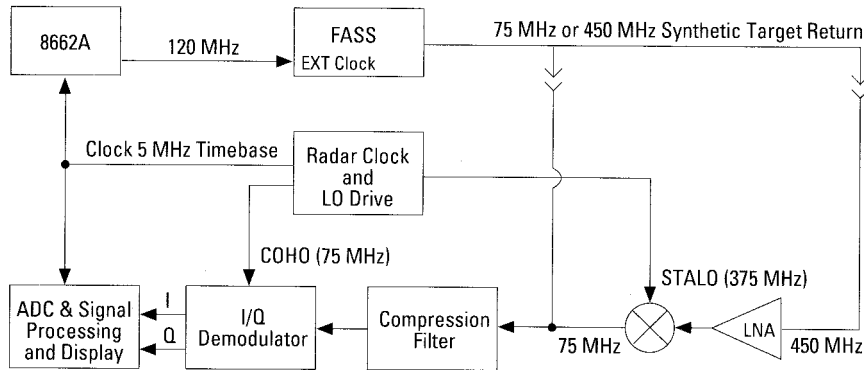 8662A
120 MHz
FASS
EXT Clock
75 MHz or 450 MHz Synthetic Target Return
Clock 5 MHz Timebase
Radar Clock
and
LO Drive
COHO (75 MHz)
STALO (375 MHz)
ADC & Signal
Processing
and Display
I
Q
I/Q
Demodulator
Compression
Filter
75 MHz
LNA
450 MHz